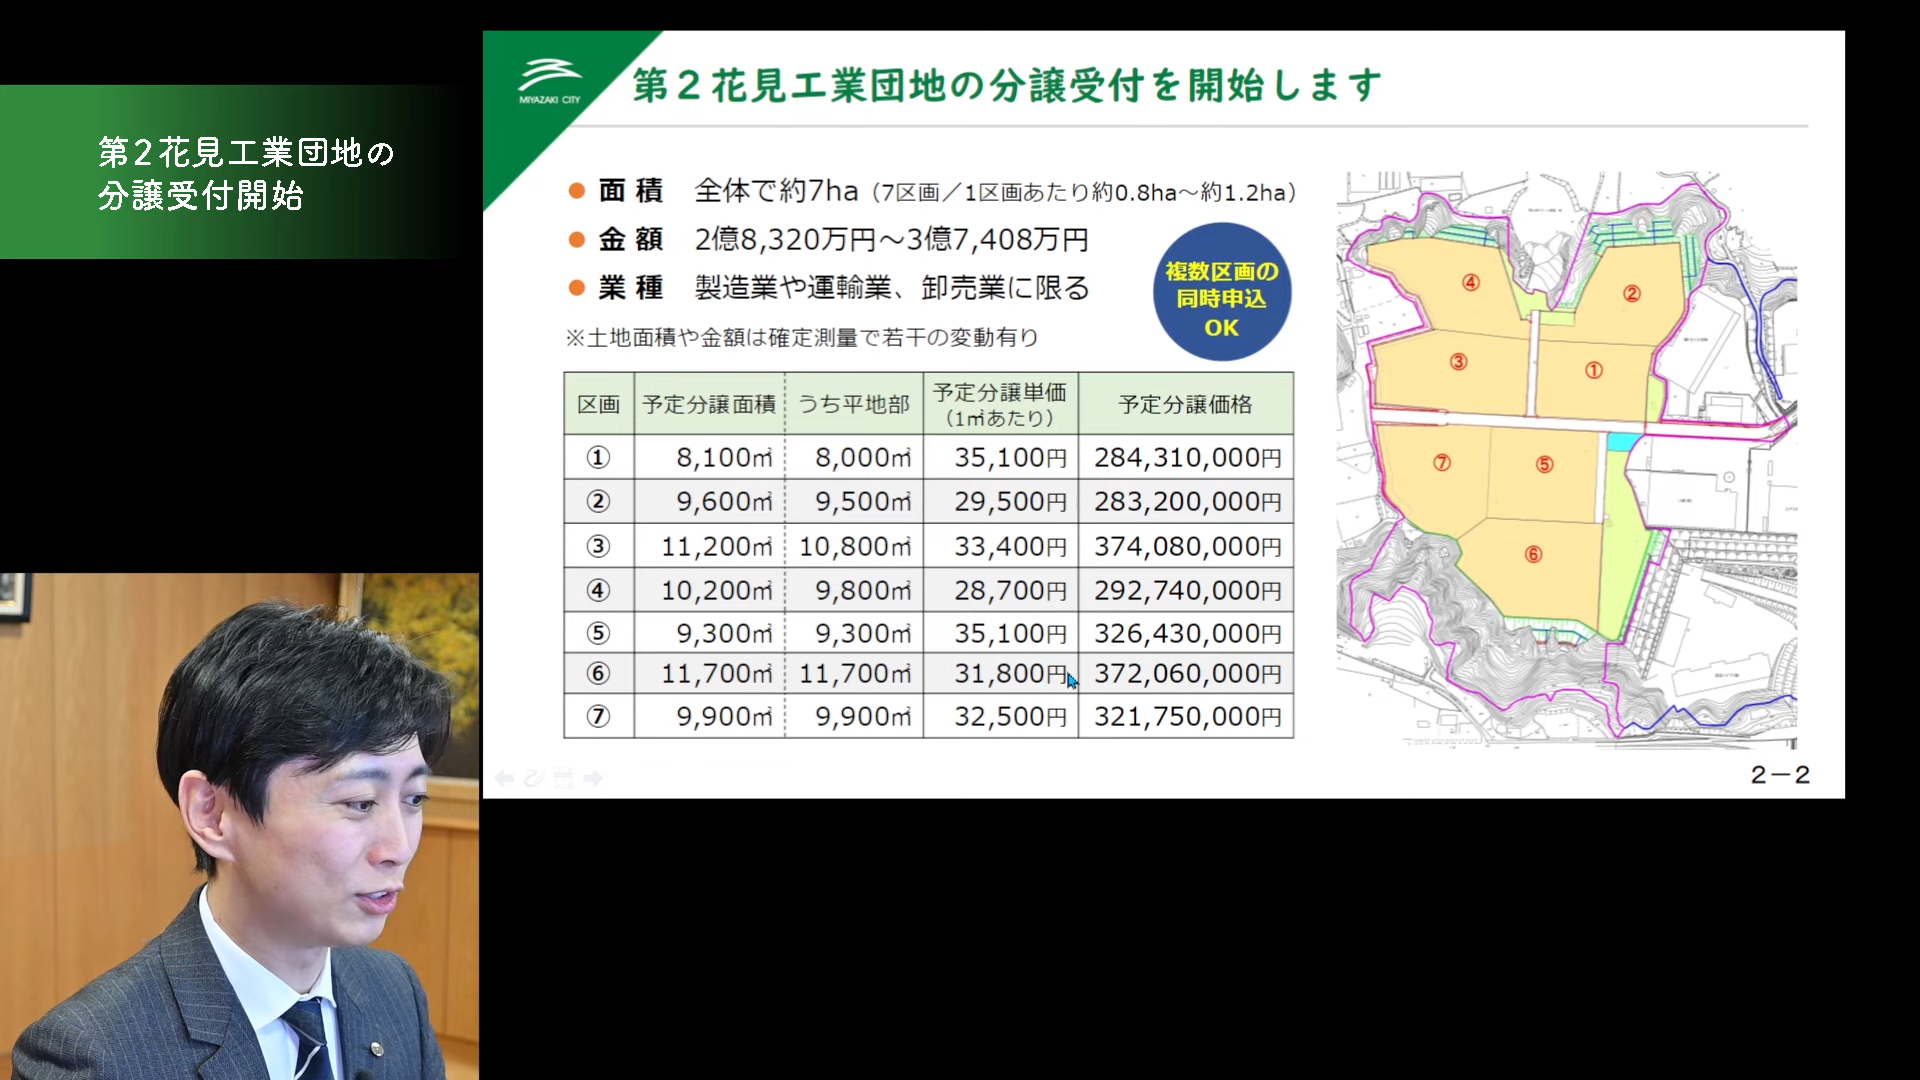 第２花見工業団地の
分譲受付開始
MIYAZAKI CITY
第２花見工業団地の分譲受付を開始します
● 面 積 全体で約7ha（7区画／1区画あたり約0.8ha～約1.2ha）
● 金 額 2億8,320万円～3億7,408万円
● 業 種 製造業や運輸業、卸売業に限る
※土地面積や金額は確定測量で若干の変動有り
複数区画の
同時申込
OK
区画 予定分譲面積 うち平地部 予定分譲単価（1㎡あたり） 予定分譲価格
① 8,100㎡ 8,000㎡ 35,100円 284,310,000円
② 9,600㎡ 9,500㎡ 29,500円 283,200,000円
③ 11,200㎡ 10,800㎡ 33,400円 374,080,000円
④ 10,200㎡ 9,800㎡ 28,700円 292,740,000円
⑤ 9,300㎡ 9,300㎡ 35,100円 326,430,000円
⑥ 11,700㎡ 11,700㎡ 31,800円 372,060,000円
⑦ 9,900㎡ 9,900㎡ 32,500円 321,750,000円
④
②
③
①
⑦
⑤
⑥
２－２